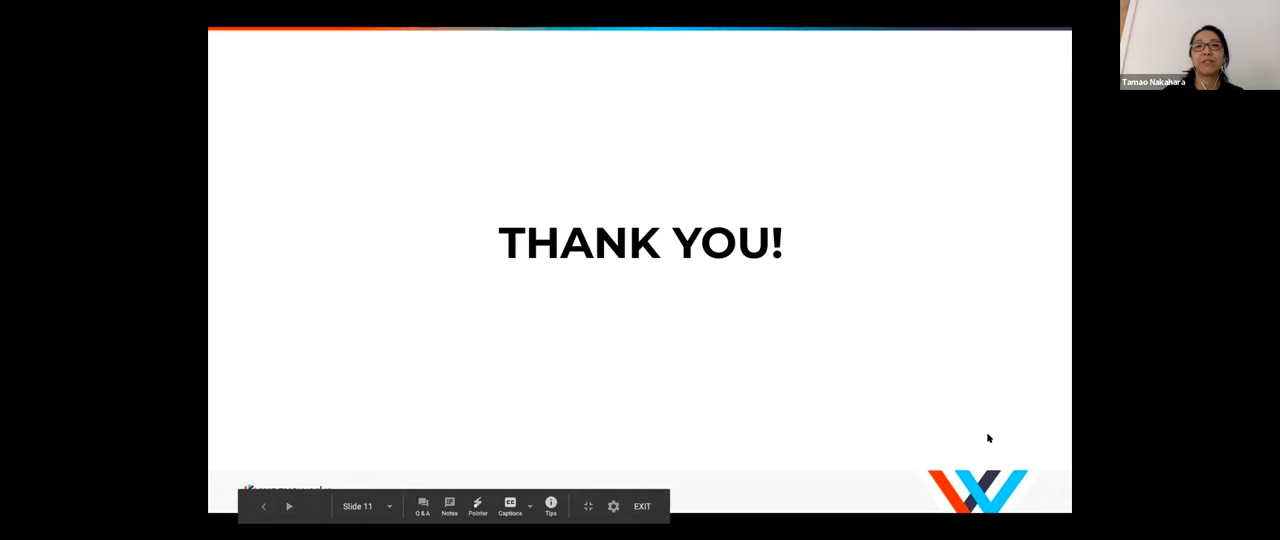 Tamao Nakahara
THANK YOU!
Slide 11
Q & A
Notes
Pointer
Captions
Tips
EXIT